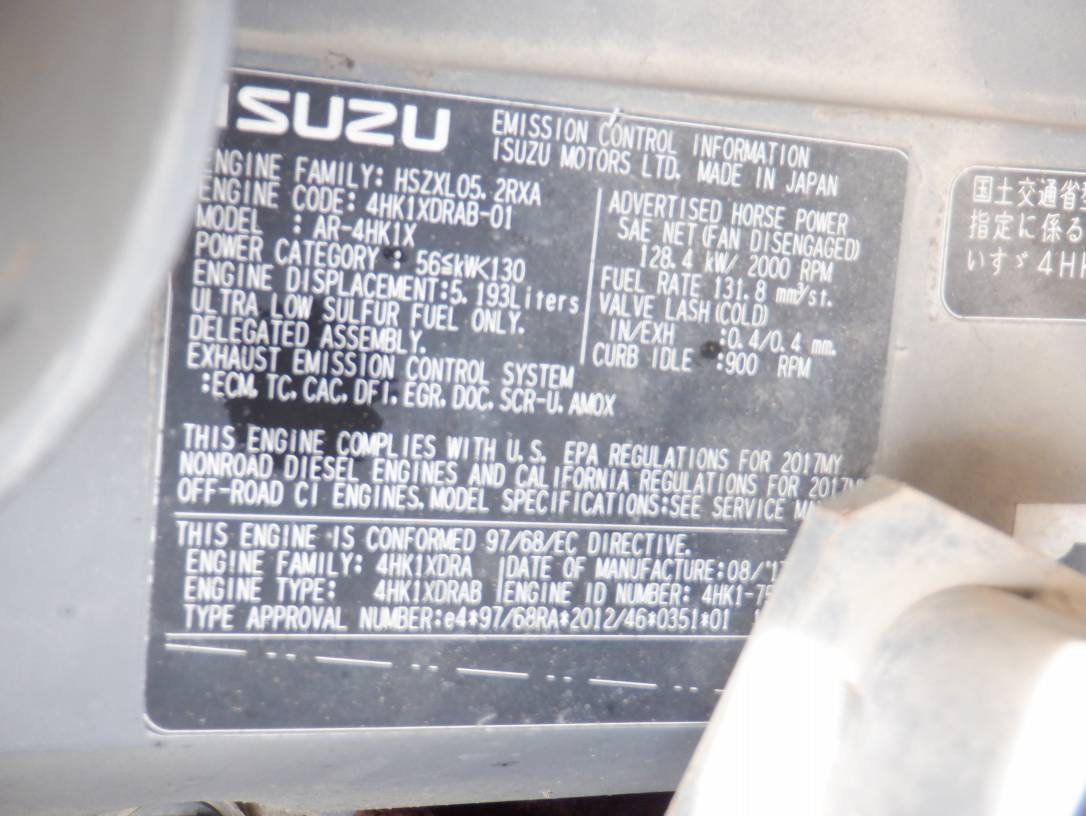 ISUZU
EMISSION CONTROL INFORMATION
ISUZU MOTORS LTD. MADE IN JAPAN
ENGINE FAMILY: HSZXL05.2RXA
ENGINE CODE: 4HK1XDRAB-01
MODEL : AR-4HK1X
POWER CATEGORY : 56≤kW<130
ENGINE DISPLACEMENT:5.193Liters
ULTRA LOW SULFUR FUEL ONLY.
DELEGATED ASSEMBLY.
EXHAUST EMISSION CONTROL SYSTEM
:ECM, TC, CAC, DFI, EGR, DOC, SCR-U, AMOX
ADVERTISED HORSE POWER
SAE NET(FAN DISENGAGED)
128.4 kW/ 2000 RPM
FUEL RATE 131.8 mm³/st.
VALVE LASH(COLD)
IN/EXH :0.4/0.4 mm.
CURB IDLE :900 RPM
THIS ENGINE COMPLIES WITH U.S. EPA REGULATIONS FOR 2017MY
NONROAD DIESEL ENGINES AND CALIFORNIA REGULATIONS FOR 2017M
OFF-ROAD CI ENGINES. MODEL SPECIFICATIONS:SEE SERVICE MA
THIS ENGINE IS CONFORMED 97/68/EC DIRECTIVE.
ENGINE FAMILY: 4HK1XDRA DATE OF MANUFACTURE:08/'17
ENGINE TYPE: 4HK1XDRAB ENGINE ID NUMBER: 4HK1-75
TYPE APPROVAL NUMBER:e4*97/68RA*2012/46*0351*01
国土交通省
指定に係る
いすゞ4HK